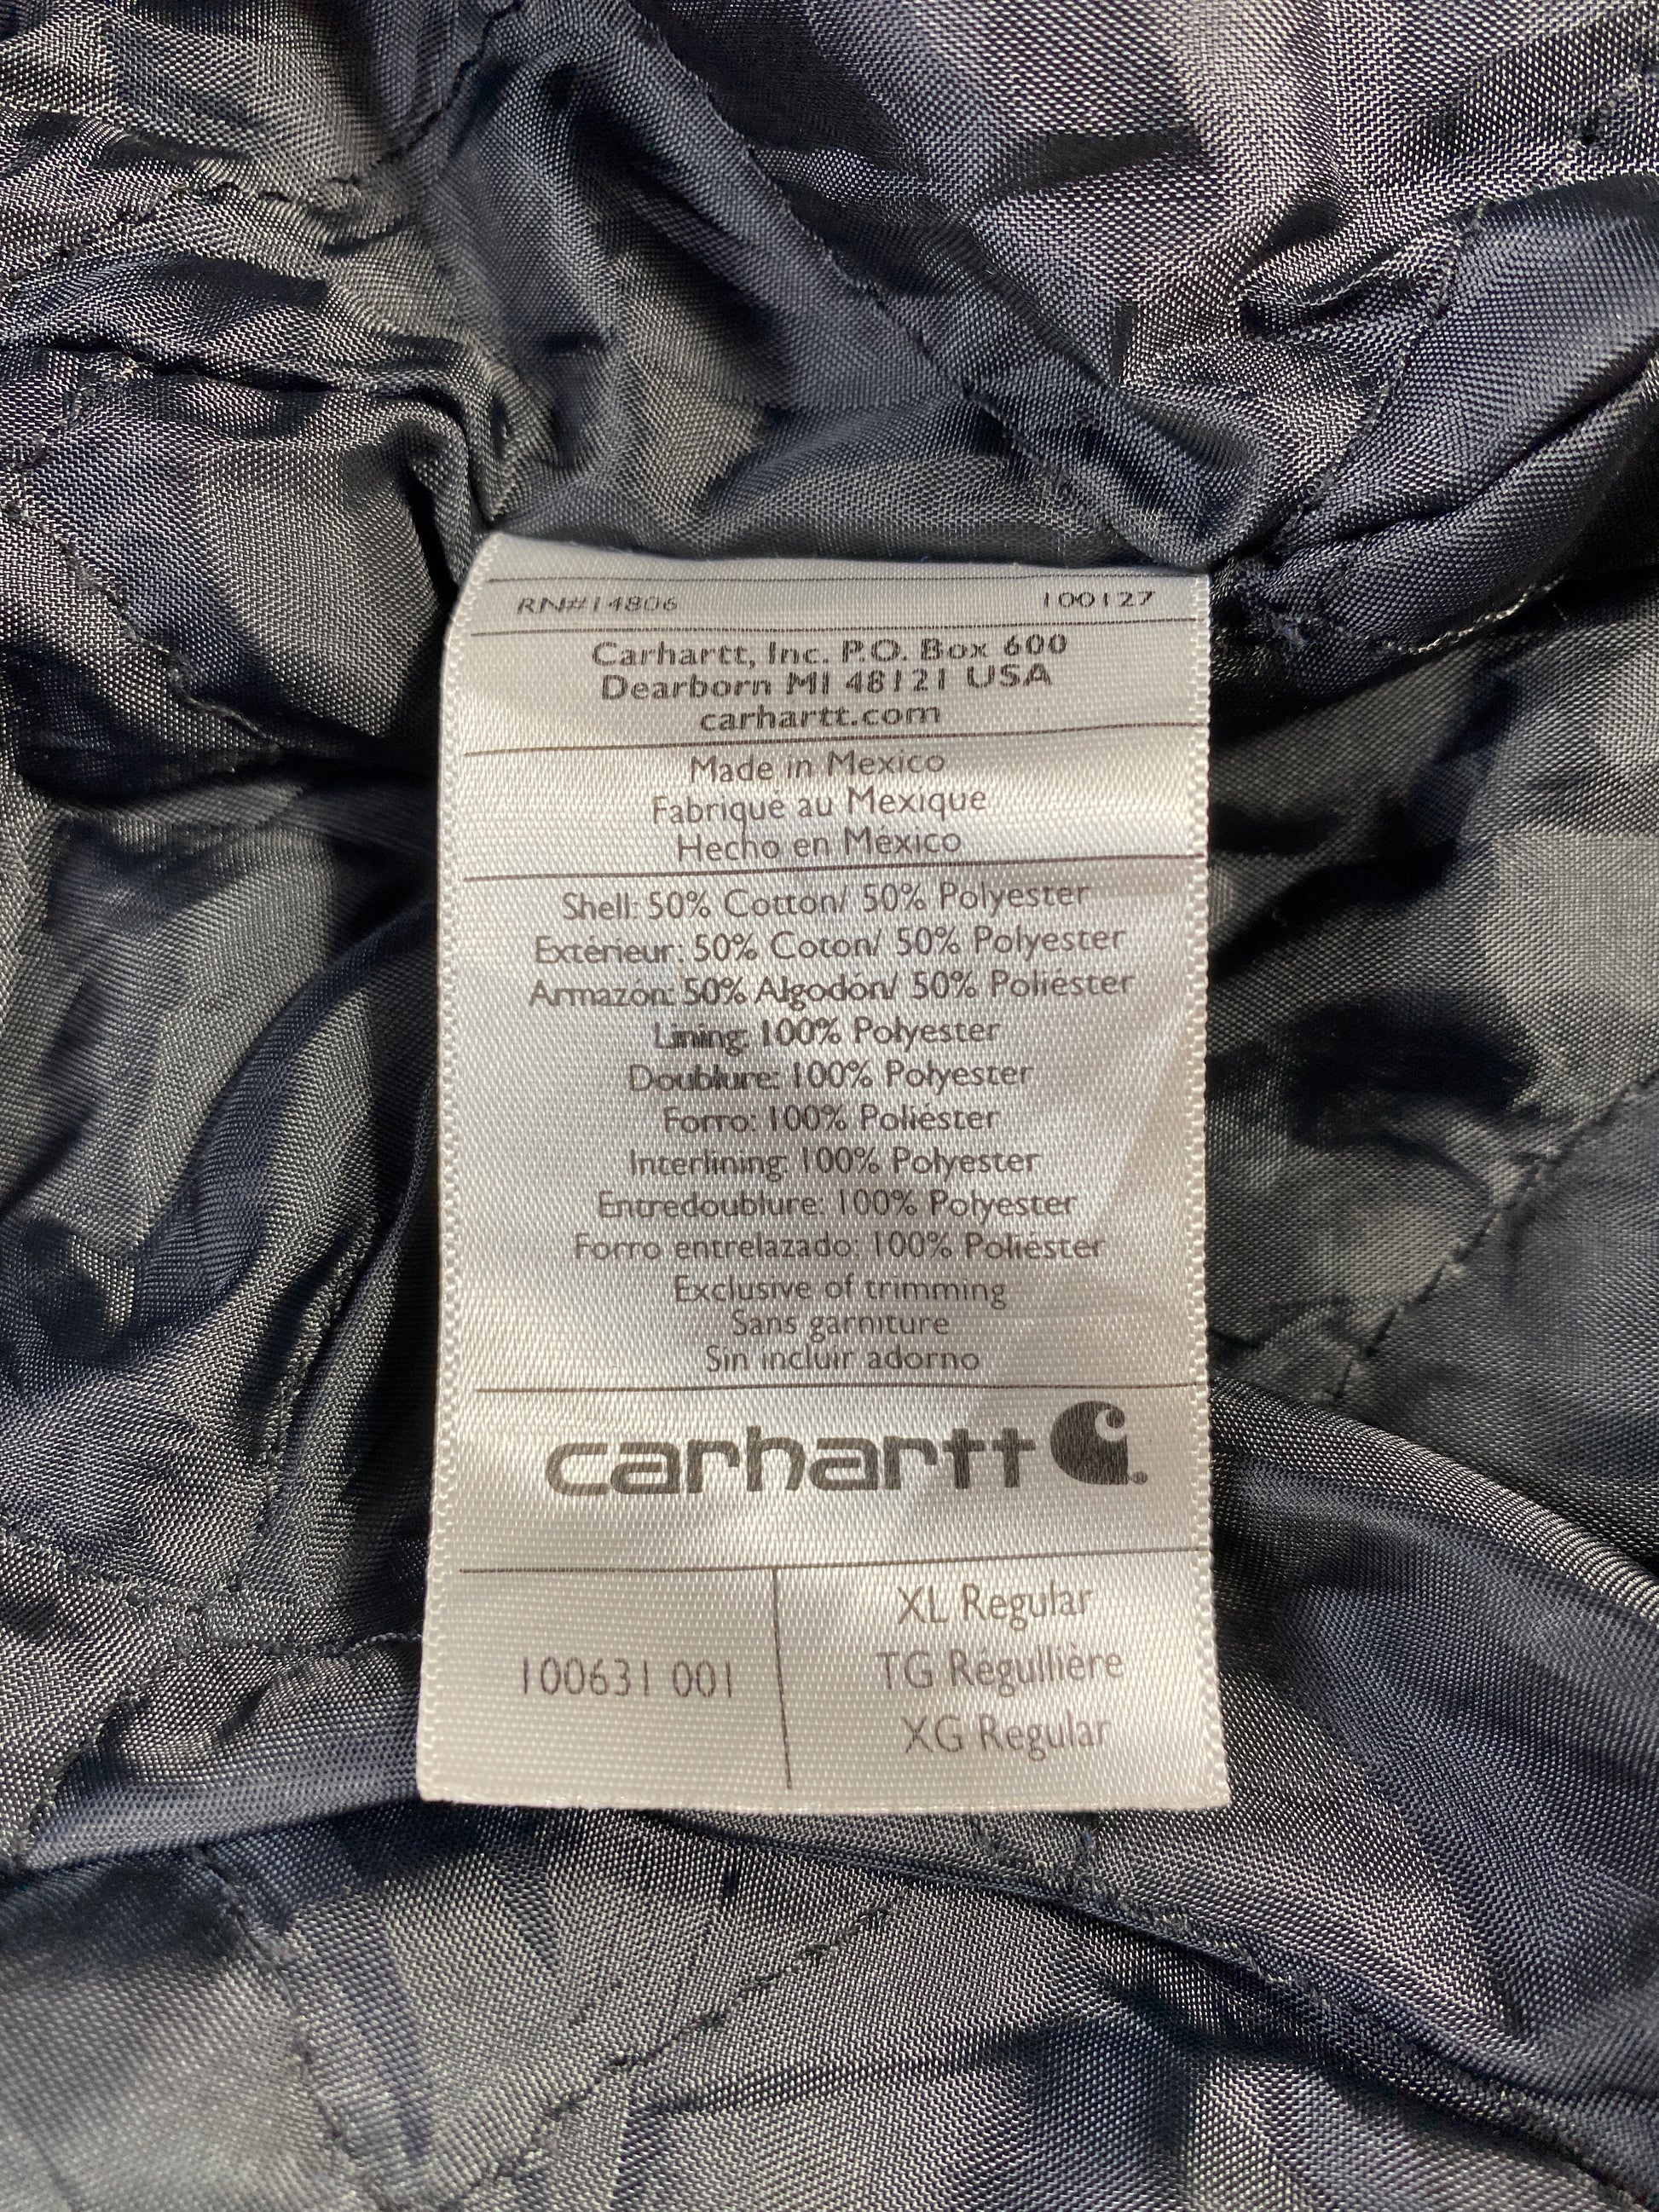 RN#14806 100127
Carhartt, Inc. P.O. Box 600
Dearborn MI 48121 USA
carhartt.com
Made in Mexico
Fabriqué au Mexique
Hecho en México
Shell: 50% Cotton/ 50% Polyester
Extérieur: 50% Coton/ 50% Polyester
Armazón: 50% Algodón/ 50% Poliéster
Lining: 100% Polyester
Doublure: 100% Polyester
Forro: 100% Poliéster
Interlining: 100% Polyester
Entredoublure: 100% Polyester
Forro entrelazado: 100% Poliéster
Exclusive of trimming
Sans garniture
Sin incluir adorno
carhartt
100631 001
XL Regular
TG Régullière
XG Regular